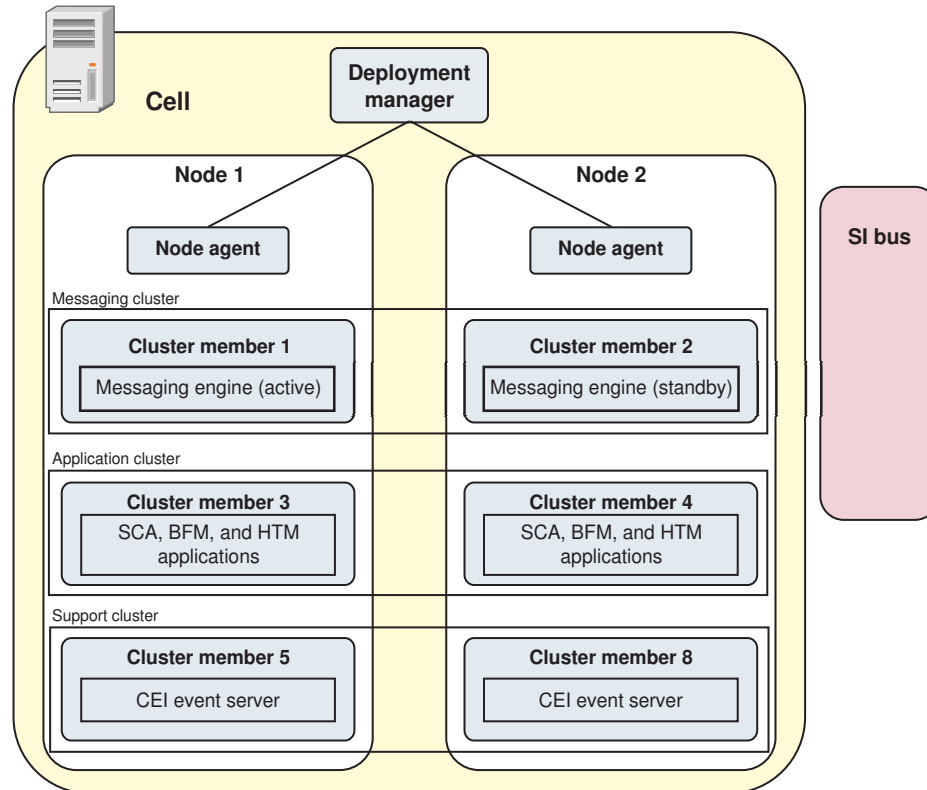 Deployment
manager
Cell
Node 1
Node 2
SI bus
Node agent
Node agent
Messaging cluster
Cluster member 1
Cluster member 2
Messaging engine (active)
Messaging engine (standby)
Application cluster
Cluster member 3
Cluster member 4
SCA, BFM, and HTM
applications
SCA, BFM, and HTM
applications
Support cluster
Cluster member 5
Cluster member 8
CEI event server
CEI event server